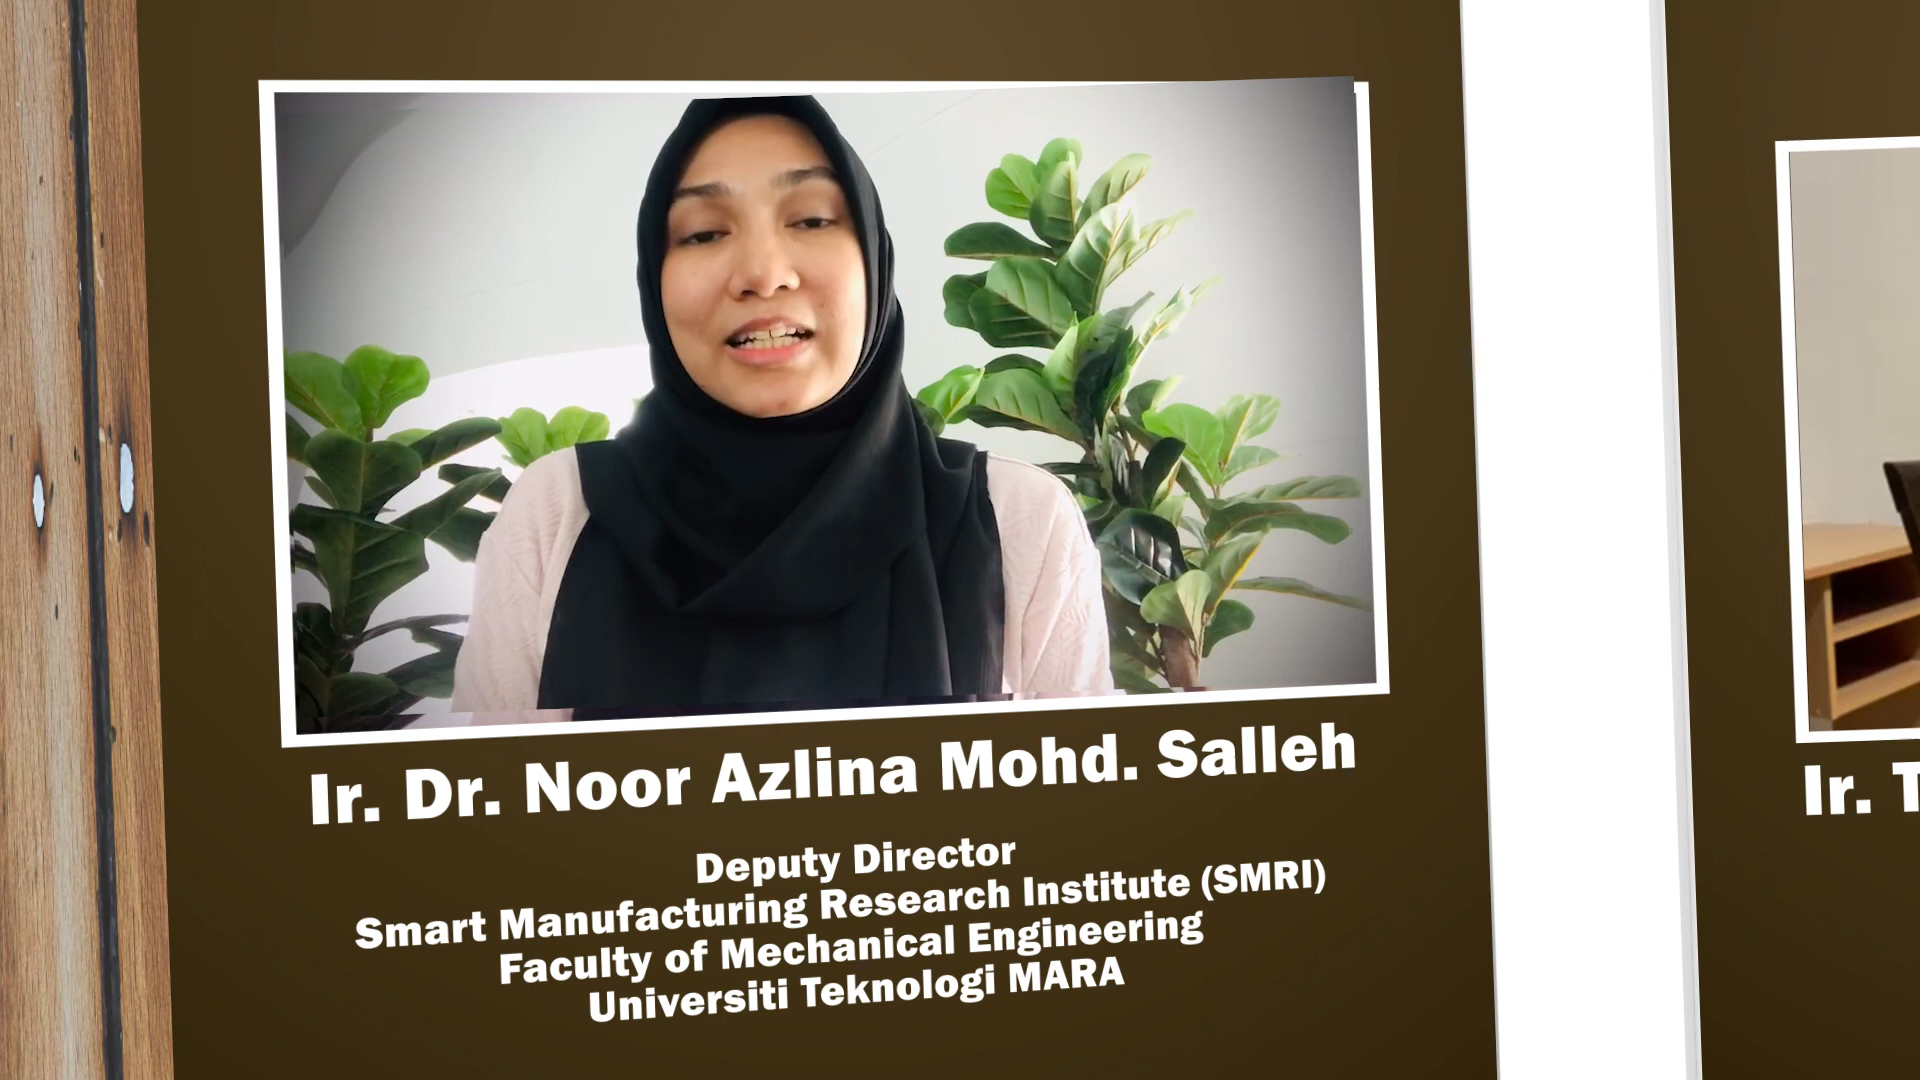 Ir. Dr. Noor Azlina Mohd. Salleh
Deputy Director
Smart Manufacturing Research Institute (SMRI)
Faculty of Mechanical Engineering
Universiti Teknologi MARA
Ir.